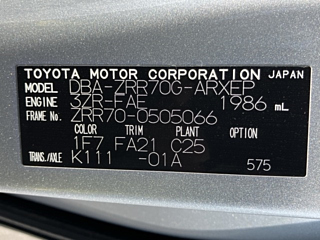 TOYOTA MOTOR CORPORATION JAPAN
MODEL DBA-ZRR70G-ARXEP
ENGINE 3ZR-FAE 1986 mL
FRAME No. ZRR70-0505066
COLOR TRIM PLANT OPTION
1F7 FA21 C25
TRANS./AXLE K111 -01A 575